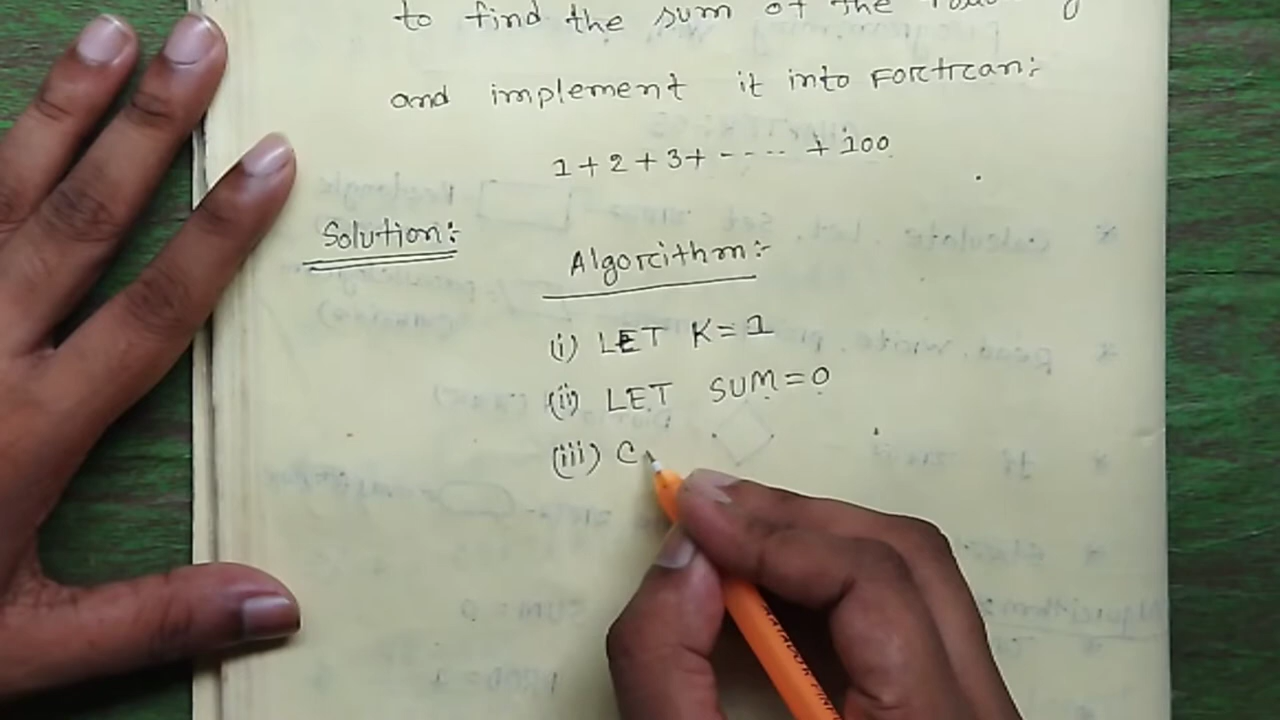 to find the sum of the
and implement it into Fortran:
1+2+3+ - - - - - + 100
Solution:
Algorithm:-
(i) LET K=1
(ii) LET SUM=0
(iii) C